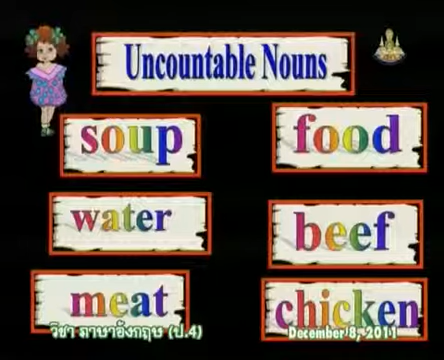 Uncountable Nouns
soup
food
water
beef
meat
chicken
วิชา ภาษาอังกฤษ (ป.4)
December 8, 2011